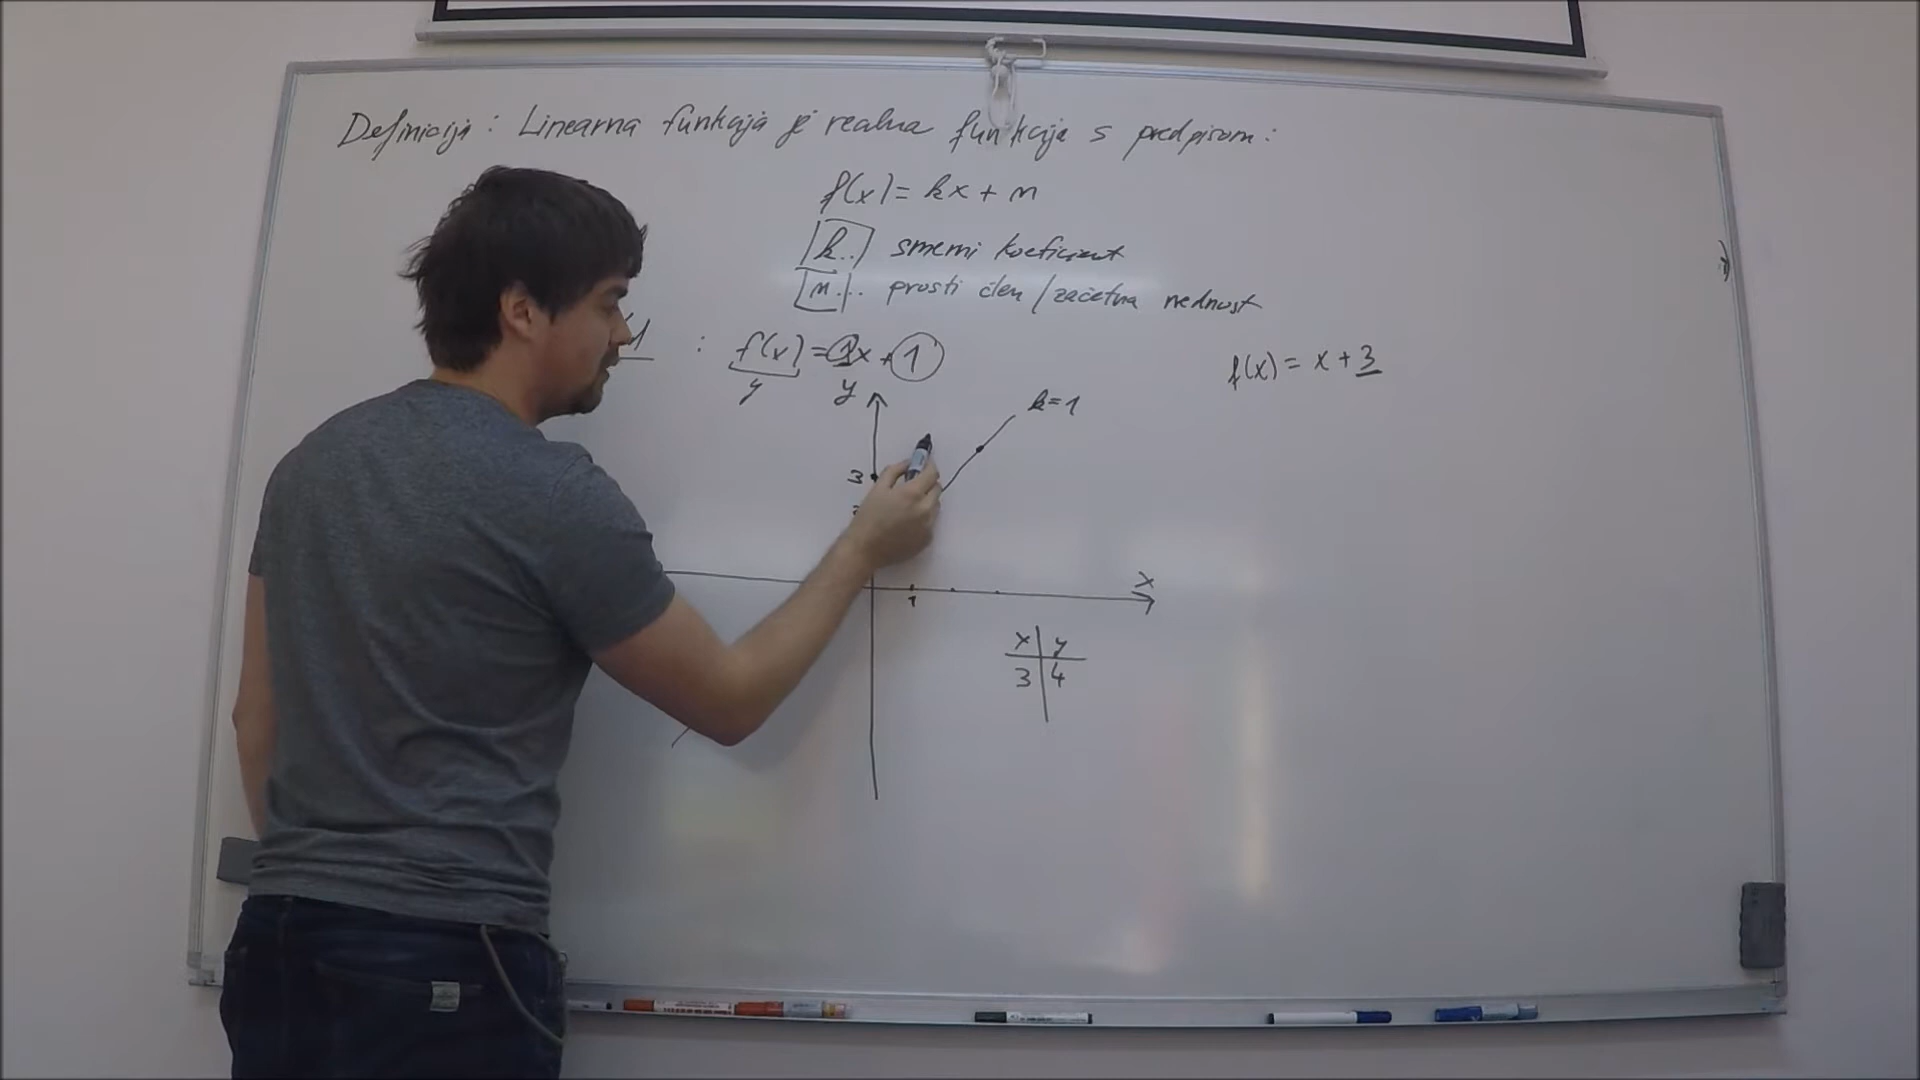 Definicija: Linearna funkcija je realna funkcija s predpisom:
f(x) = kx + n
k.. smerni koeficient
n... prosti člen / začetna vrednost
: f(x) = 1x + 1
y
f(x) = x + 3
y
k=1
3
x
1
x | y
3 | 4